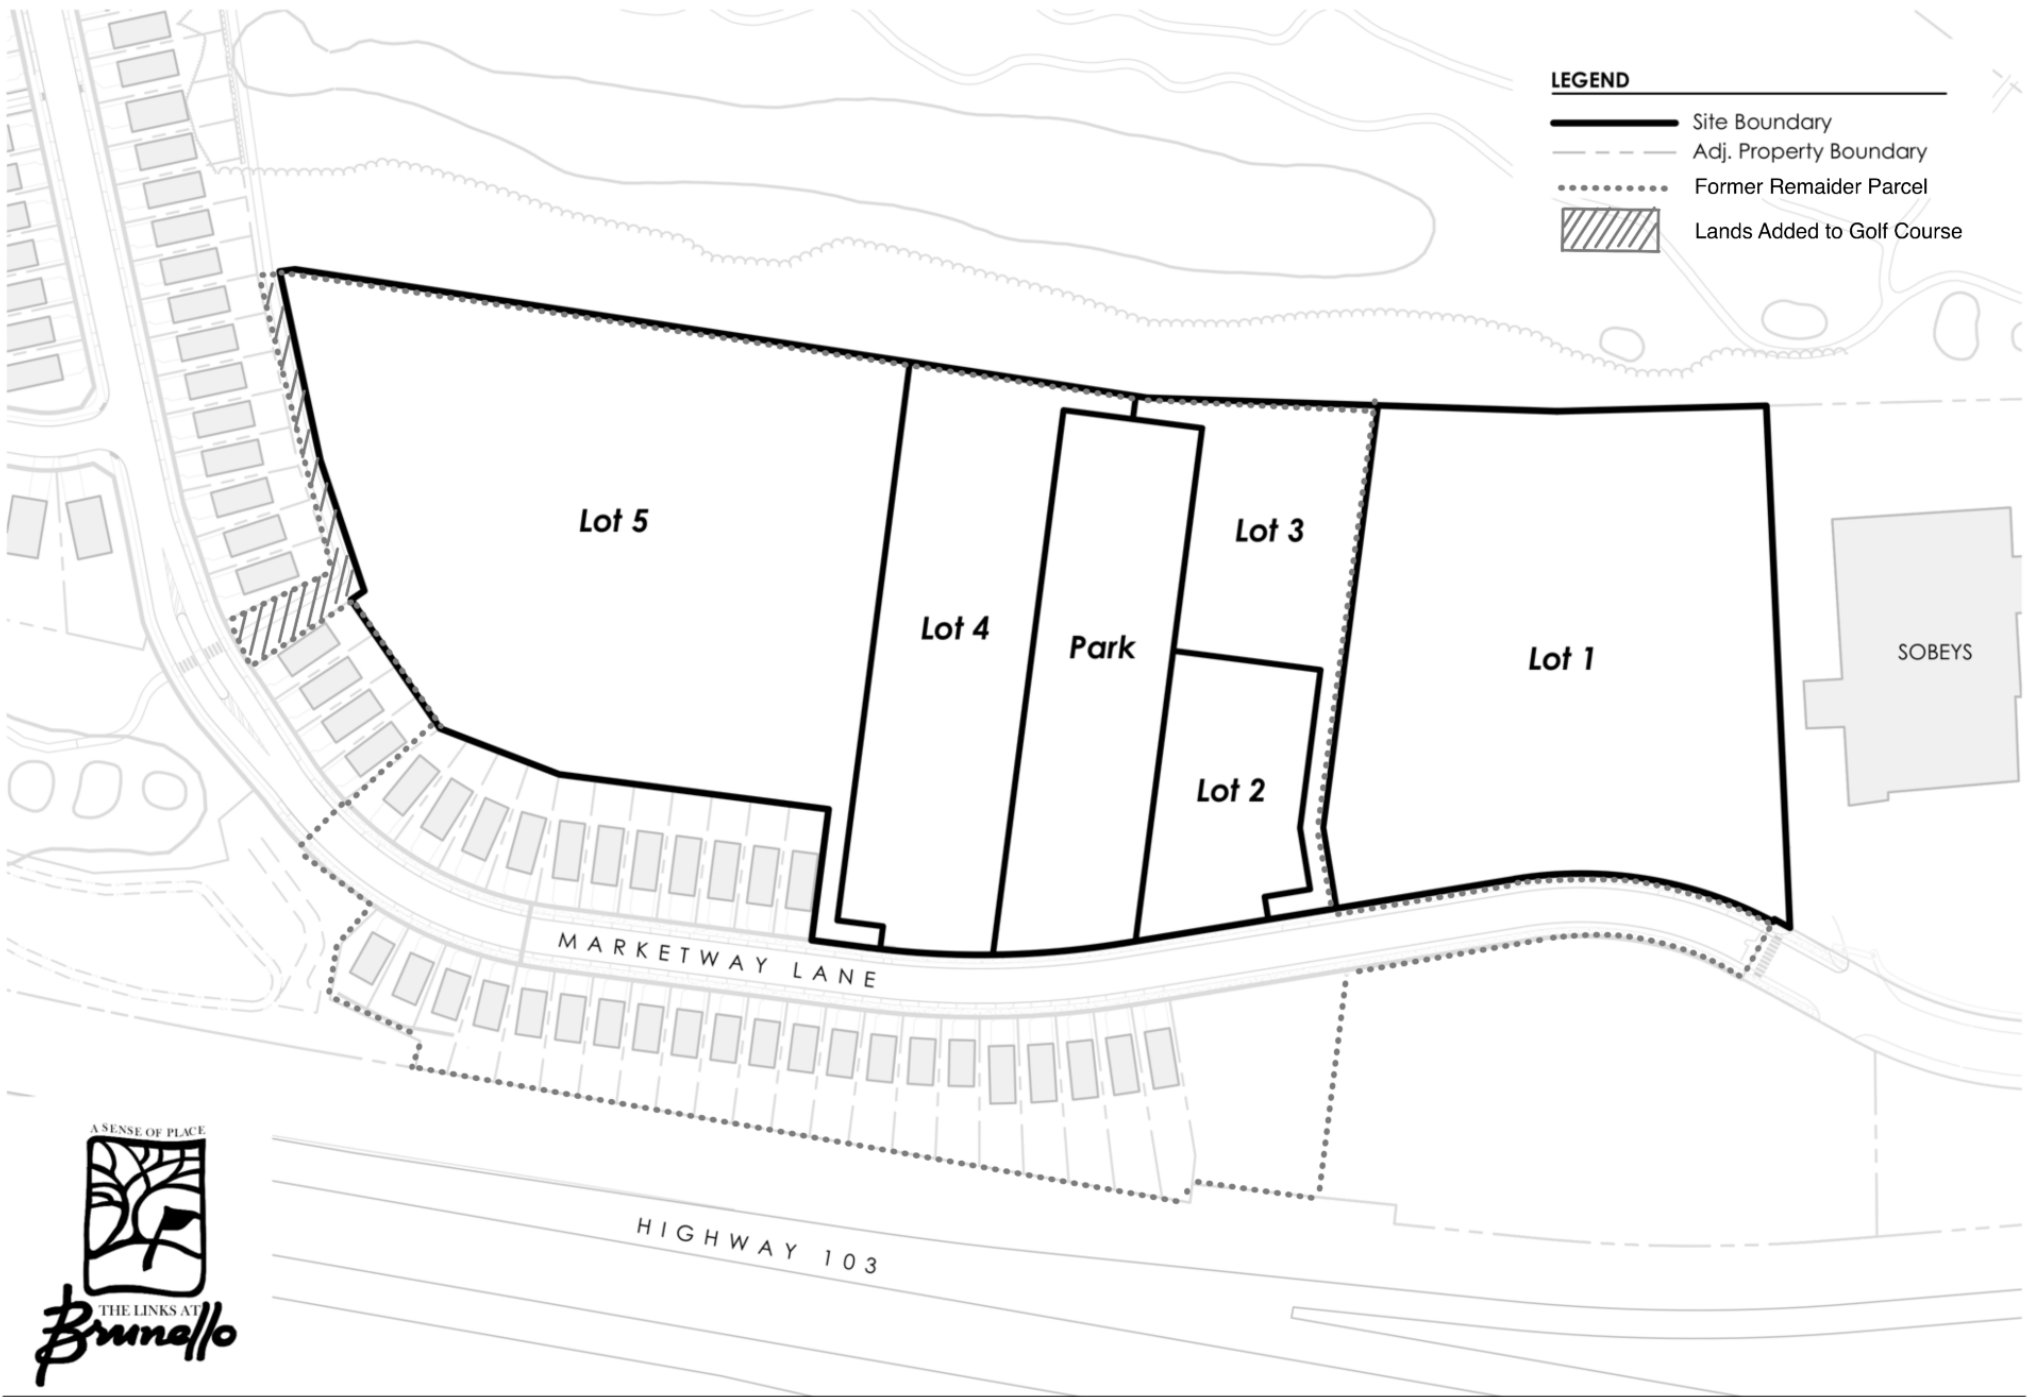 LEGEND
Site Boundary
Adj. Property Boundary
Former Remaider Parcel
Lands Added to Golf Course
Lot 5
Lot 3
Lot 4
Park
Lot 1
SOBEYS
Lot 2
MARKETWAY LANE
A SENSE OF PLACE
HIGHWAY 103
THE LINKS AT
Brunello